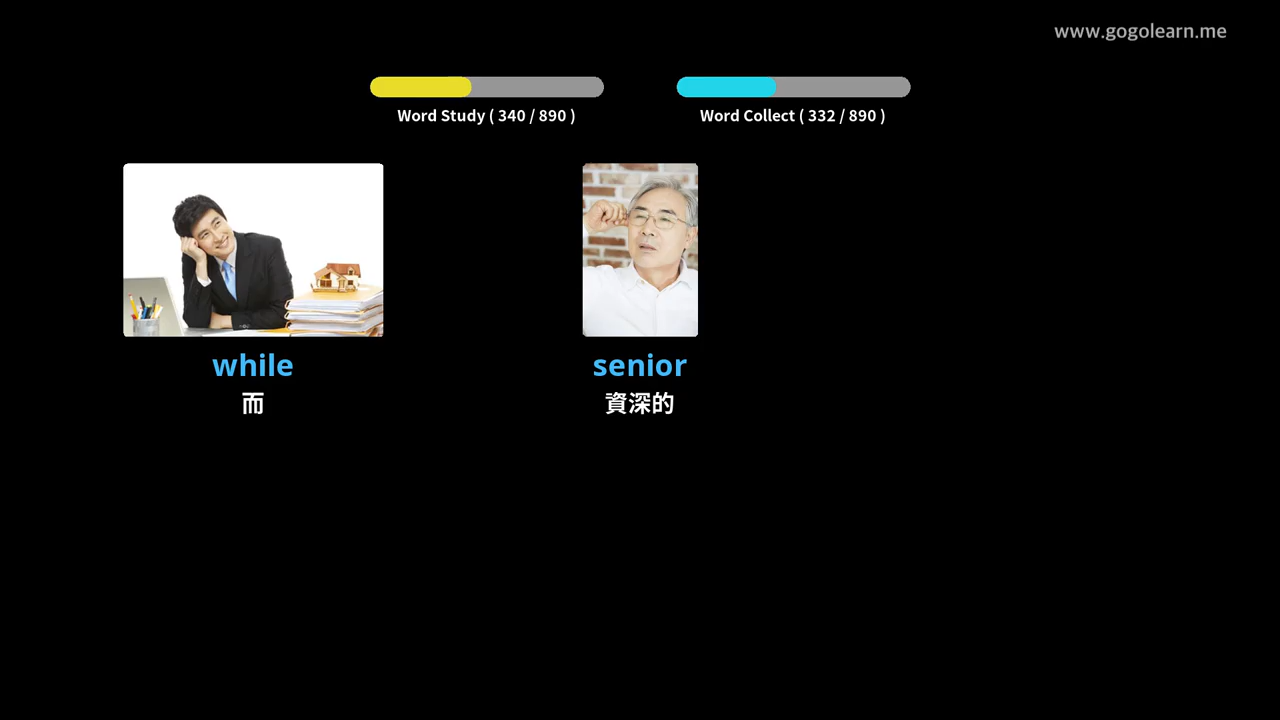 www.gogolearn.me
Word Study ( 340 / 890 )
Word Collect ( 332 / 890 )
while
而
senior
資深的